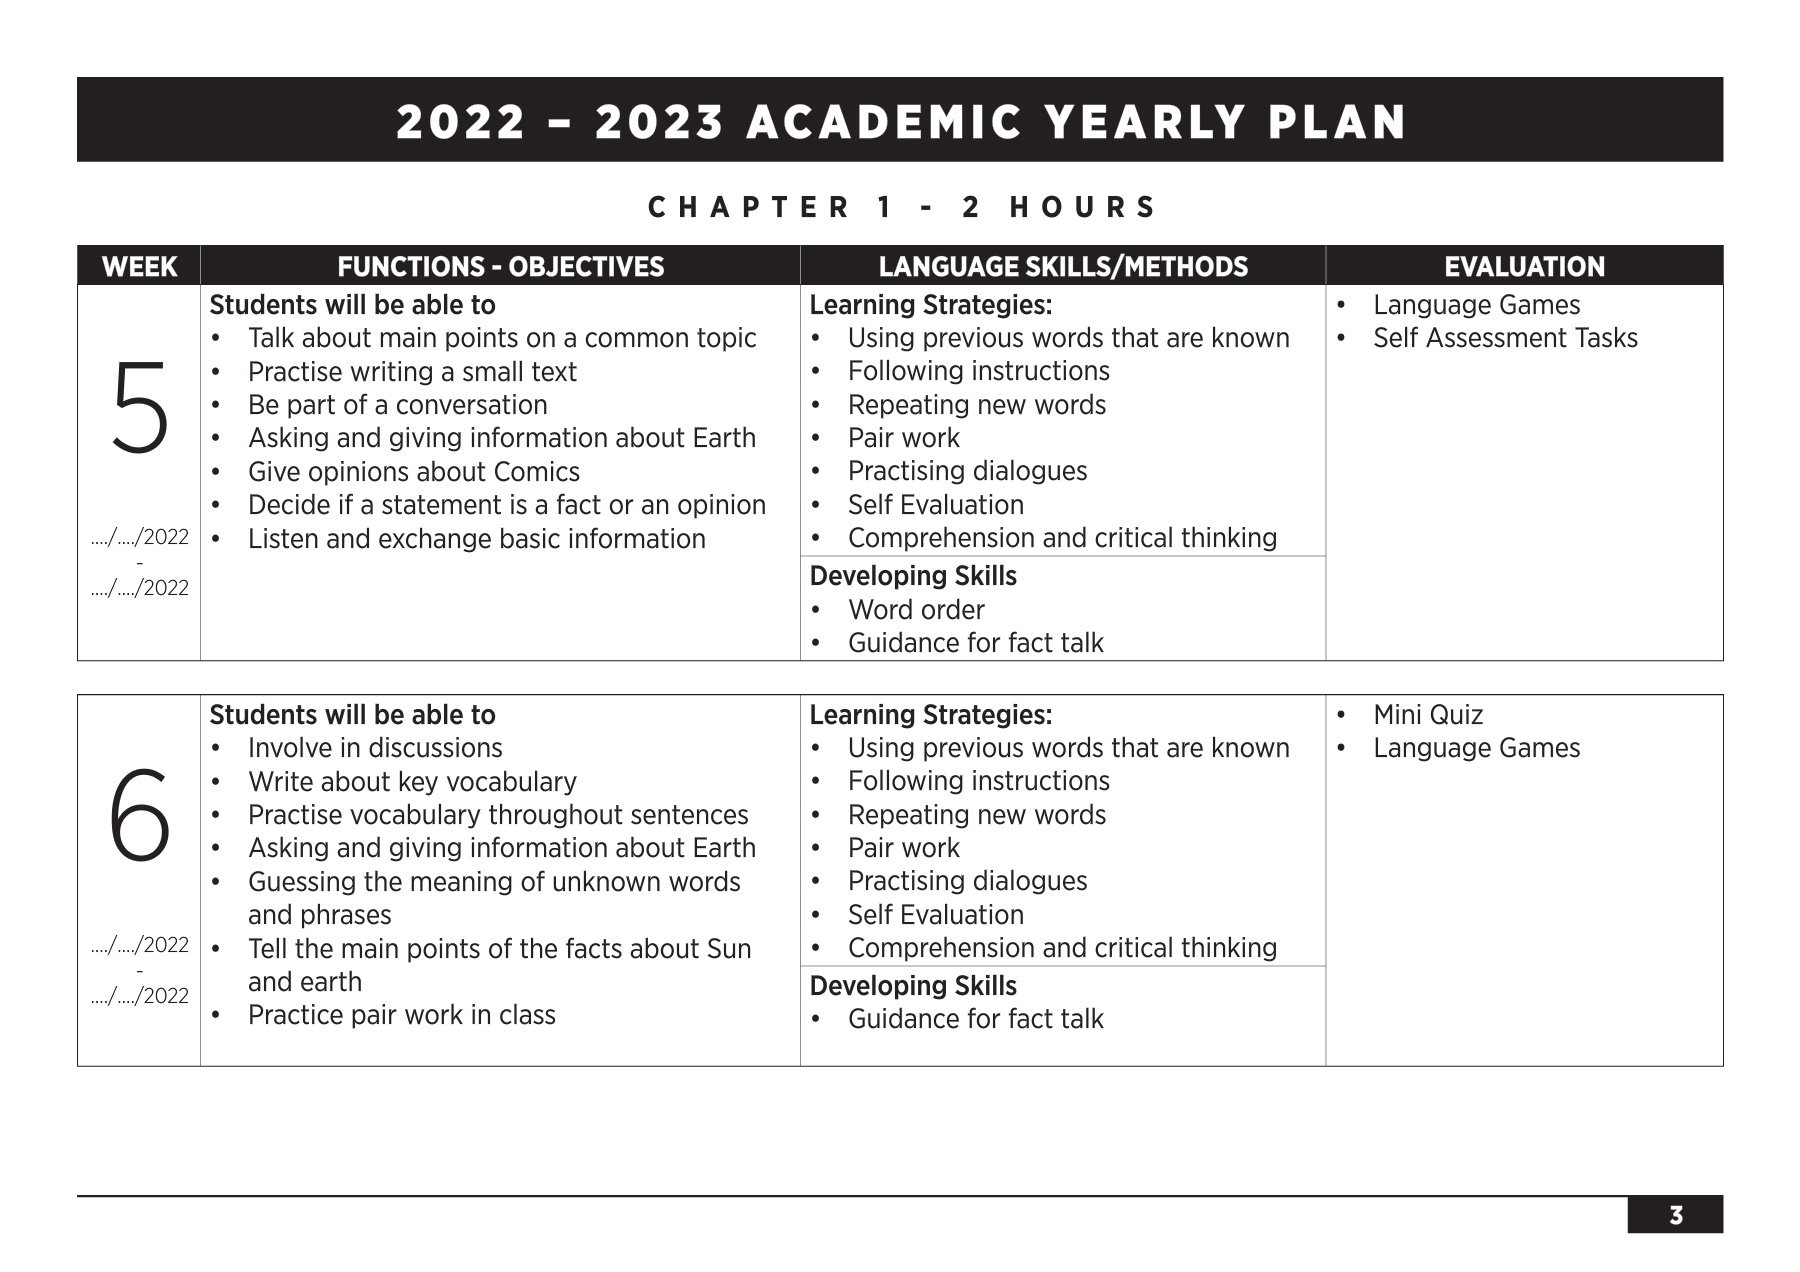 2022 – 2023 ACADEMIC YEARLY PLAN
CHAPTER 1 - 2 HOURS
WEEK
FUNCTIONS - OBJECTIVES
LANGUAGE SKILLS/METHODS
EVALUATION
5
..../..../2022
-
..../..../2022
Students will be able to
• Talk about main points on a common topic
• Practise writing a small text
• Be part of a conversation
• Asking and giving information about Earth
• Give opinions about Comics
• Decide if a statement is a fact or an opinion
• Listen and exchange basic information
Learning Strategies:
• Using previous words that are known
• Following instructions
• Repeating new words
• Pair work
• Practising dialogues
• Self Evaluation
• Comprehension and critical thinking
Developing Skills
• Word order
• Guidance for fact talk
• Language Games
• Self Assessment Tasks
6
..../..../2022
-
..../..../2022
Students will be able to
• Involve in discussions
• Write about key vocabulary
• Practise vocabulary throughout sentences
• Asking and giving information about Earth
• Guessing the meaning of unknown words
and phrases
• Tell the main points of the facts about Sun
and earth
• Practice pair work in class
Learning Strategies:
• Using previous words that are known
• Following instructions
• Repeating new words
• Pair work
• Practising dialogues
• Self Evaluation
• Comprehension and critical thinking
Developing Skills
• Guidance for fact talk
• Mini Quiz
• Language Games
3